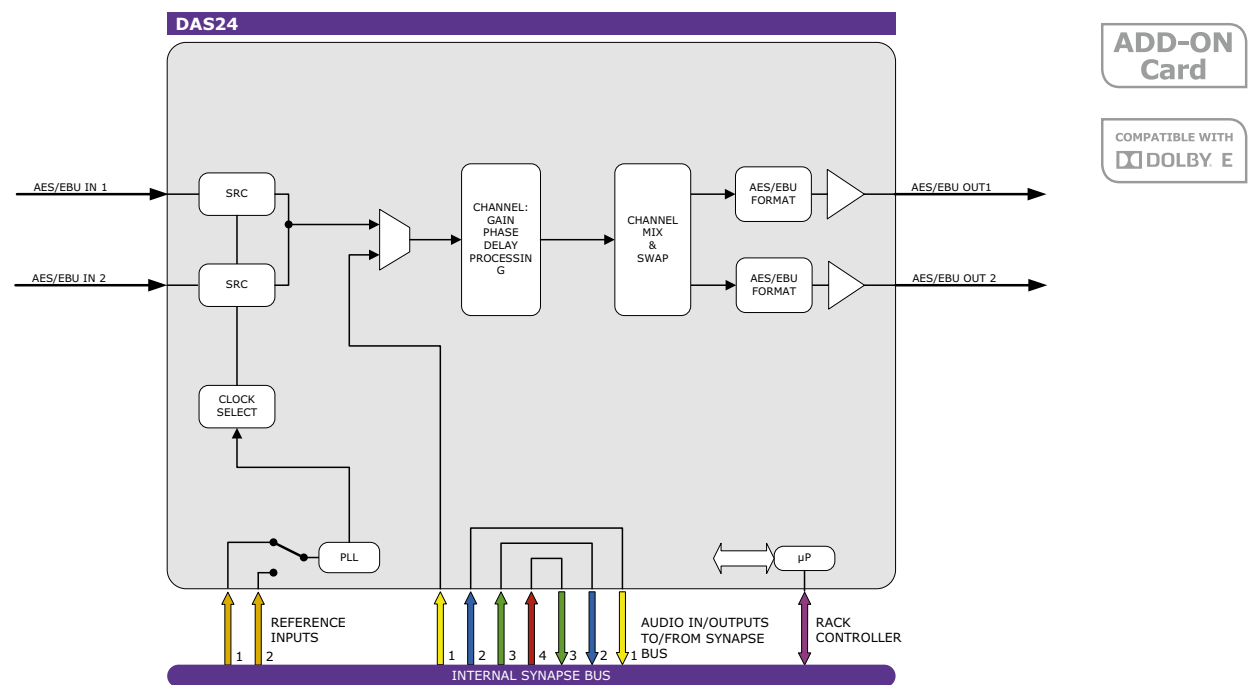 DAS24
ADD-ON
Card
COMPATIBLE WITH
DOLBY E
AES/EBU IN 1
SRC
AES/EBU IN 2
SRC
CLOCK
SELECT
PLL
CHANNEL:
GAIN
PHASE
DELAY
PROCESSIN
G
CHANNEL
MIX
&
SWAP
AES/EBU
FORMAT
AES/EBU OUT1
AES/EBU
FORMAT
AES/EBU OUT 2
µP
REFERENCE
INPUTS
1
2
1
2
3
4
3
2
1
AUDIO IN/OUTPUTS
TO/FROM SYNAPSE
BUS
RACK
CONTROLLER
INTERNAL SYNAPSE BUS